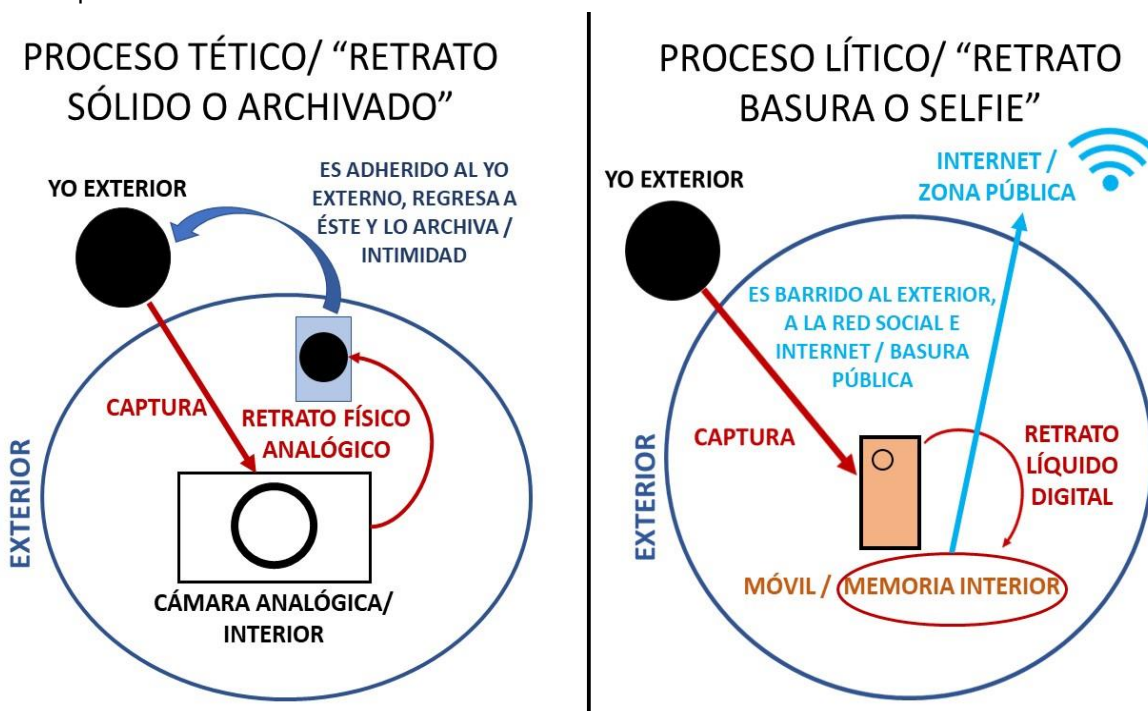 PROCESO TÉTICO/ “RETRATO
SÓLIDO O ARCHIVADO”
YO EXTERIOR
ES ADHERIDO AL YO
EXTERNO, REGRESA A
ÉSTE Y LO ARCHIVA /
INTIMIDAD
CAPTURA
RETRATO FÍSICO
ANALÓGICO
EXTERIOR
CÁMARA ANALÓGICA/
INTERIOR
PROCESO LÍTICO/ “RETRATO
BASURA O SELFIE”
YO EXTERIOR
INTERNET /
ZONA PÚBLICA
ES BARRIDO AL EXTERIOR,
A LA RED SOCIAL E
INTERNET / BASURA
PÚBLICA
CAPTURA
RETRATO
LÍQUIDO
DIGITAL
EXTERIOR
MÓVIL / MEMORIA INTERIOR